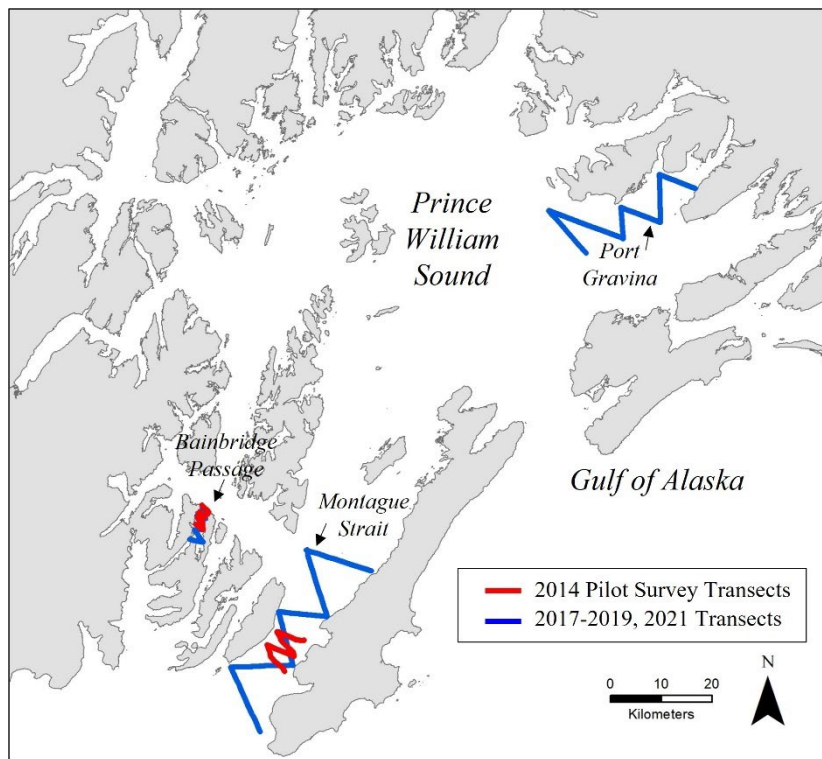 Prince
William
Sound
Port
Gravina
Bainbridge
Passage
Gulf of Alaska
Montague
Strait
2014 Pilot Survey Transects
2017-2019, 2021 Transects
N
0 10 20
Kilometers